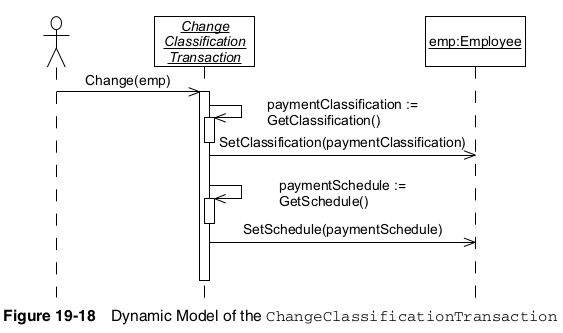 Change
Classification
Transaction
emp:Employee
Change(emp)
paymentClassification :=
GetClassification()
SetClassification(paymentClassification)
paymentSchedule :=
GetSchedule()
SetSchedule(paymentSchedule)
Figure 19-18 Dynamic Model of the ChangeClassificationTransaction